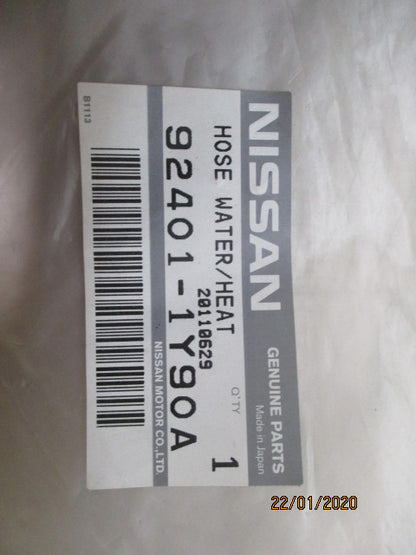 NISSAN
GENUINE PARTS
Made in Japan
HOSE WATER/HEAT
Q'TY
20110629
1
92401-1Y90A
NISSAN MOTOR CO.,LTD.
B1113
22/01/2020